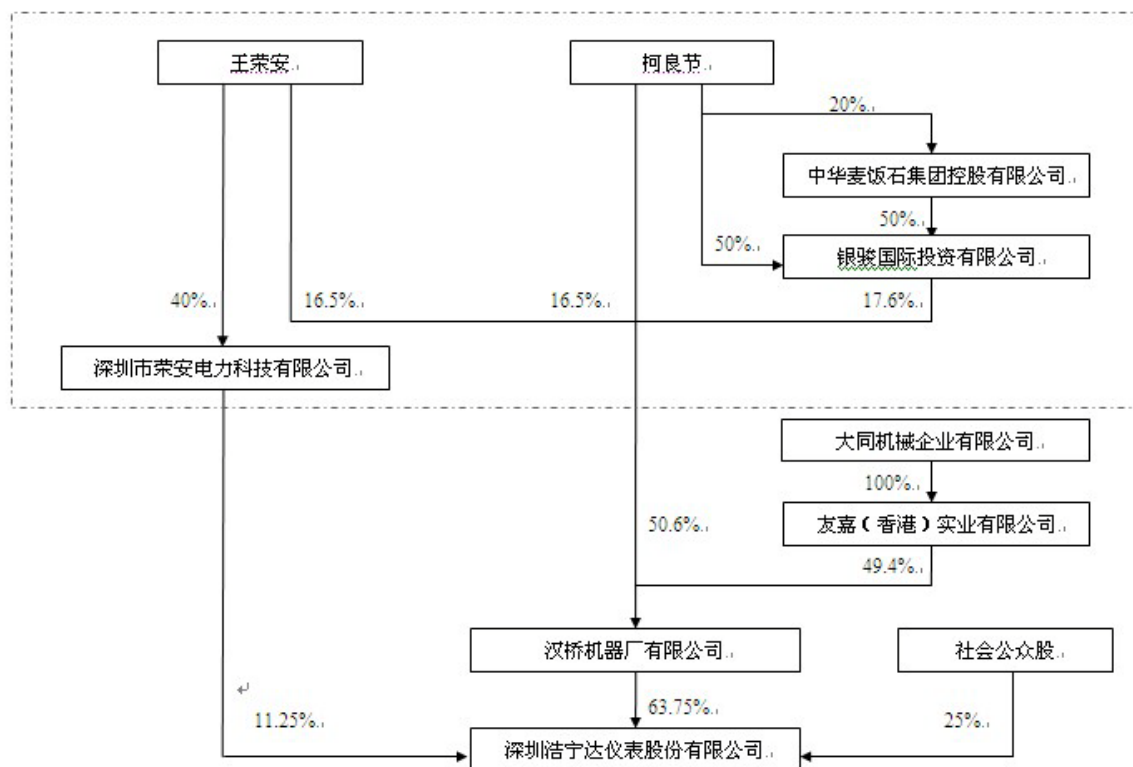 王荣安
柯良节
20%
中华麦饭石集团控股有限公司
50%
50%
银骏国际投资有限公司
40%
16.5%
16.5%
17.6%
深圳市荣安电力科技有限公司
大同机械企业有限公司
100%
友嘉（香港）实业有限公司
50.6%
49.4%
汉桥机器厂有限公司
社会公众股
11.25%
63.75%
25%
深圳浩宁达仪表股份有限公司